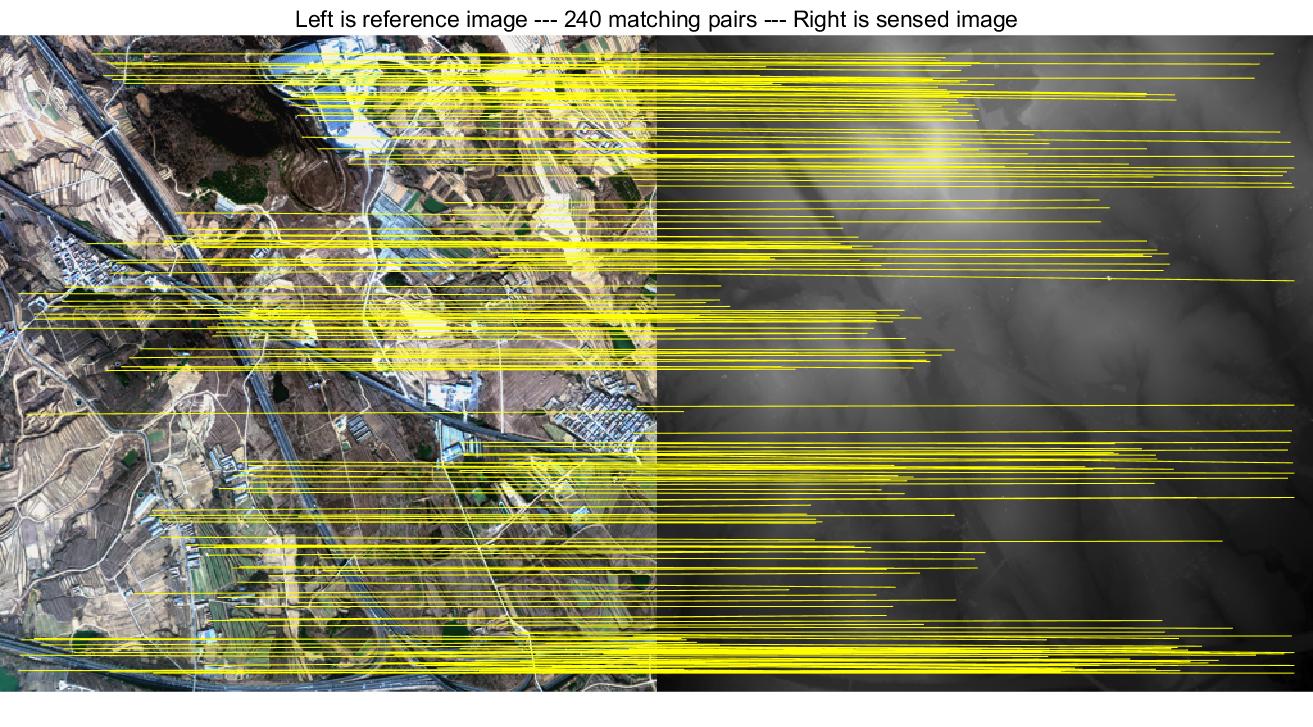 Left is reference image --- 240 matching pairs --- Right is sensed image